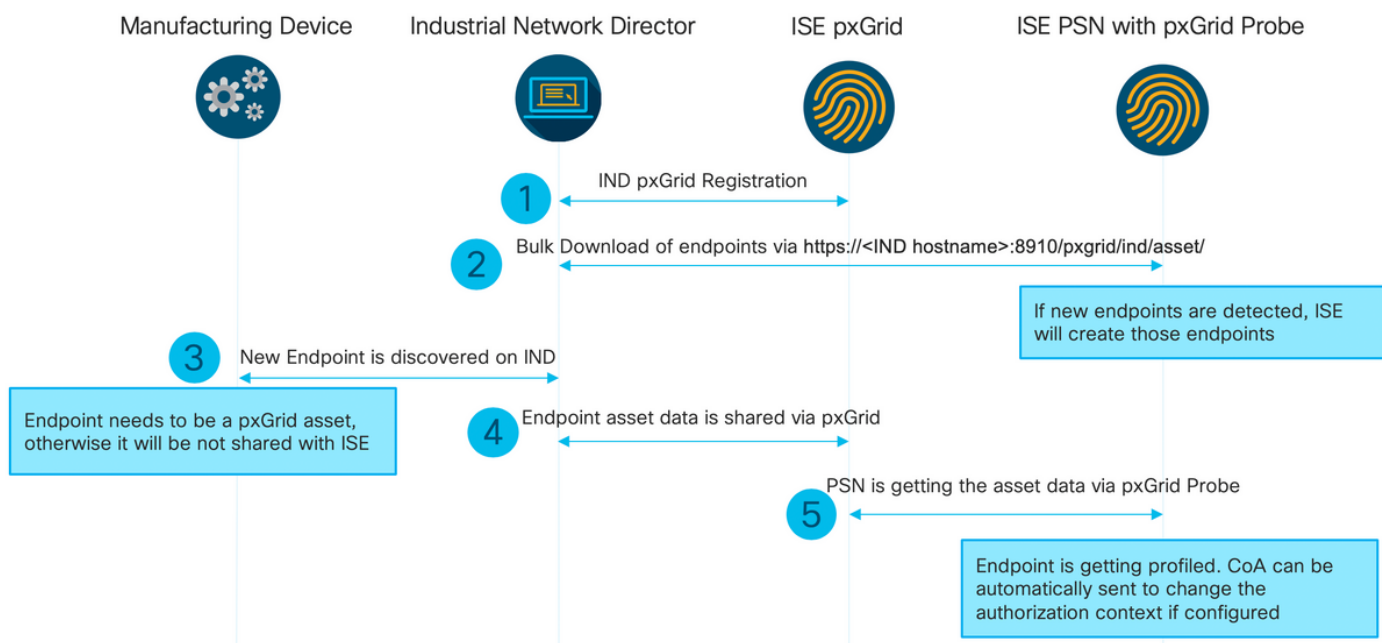 Manufacturing Device
Industrial Network Director
ISE pxGrid
ISE PSN with pxGrid Probe
1
IND pxGrid Registration
2
Bulk Download of endpoints via https://<IND hostname>:8910/pxgrid/ind/asset/
If new endpoints are detected, ISE
will create those endpoints
3
New Endpoint is discovered on IND
Endpoint needs to be a pxGrid asset,
otherwise it will be not shared with ISE
4
Endpoint asset data is shared via pxGrid
5
PSN is getting the asset data via pxGrid Probe
Endpoint is getting profiled. CoA can be
automatically sent to change the
authorization context if configured